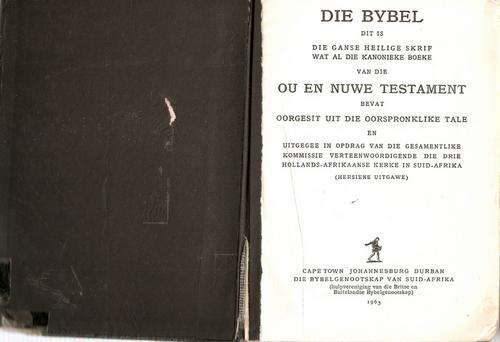 DIE BYBEL
DIT IS
DIE GANSE HEILIGE SKRIF
WAT AL DIE KANONIEKE BOEKE
VAN DIE
OU EN NUWE TESTAMENT
BEVAT
OORGESIT UIT DIE OORSPRONKLIKE TALE
EN
UITGEGEE IN OPDRAG VAN DIE GESAMENTLIKE
KOMMISSIE VERTEENWOORDIGENDE DIE DRIE
HOLLANDS-AFRIKAANSE KERKE IN SUID-AFRIKA
(HERSIENE UITGAWE)
CAPE TOWN JOHANNESBURG DURBAN
DIE BYBELGENOOTSKAP VAN SUID-AFRIKA
(hulpvereniging van die Britse en
Buitelandse Bybelgenootskap)
1963